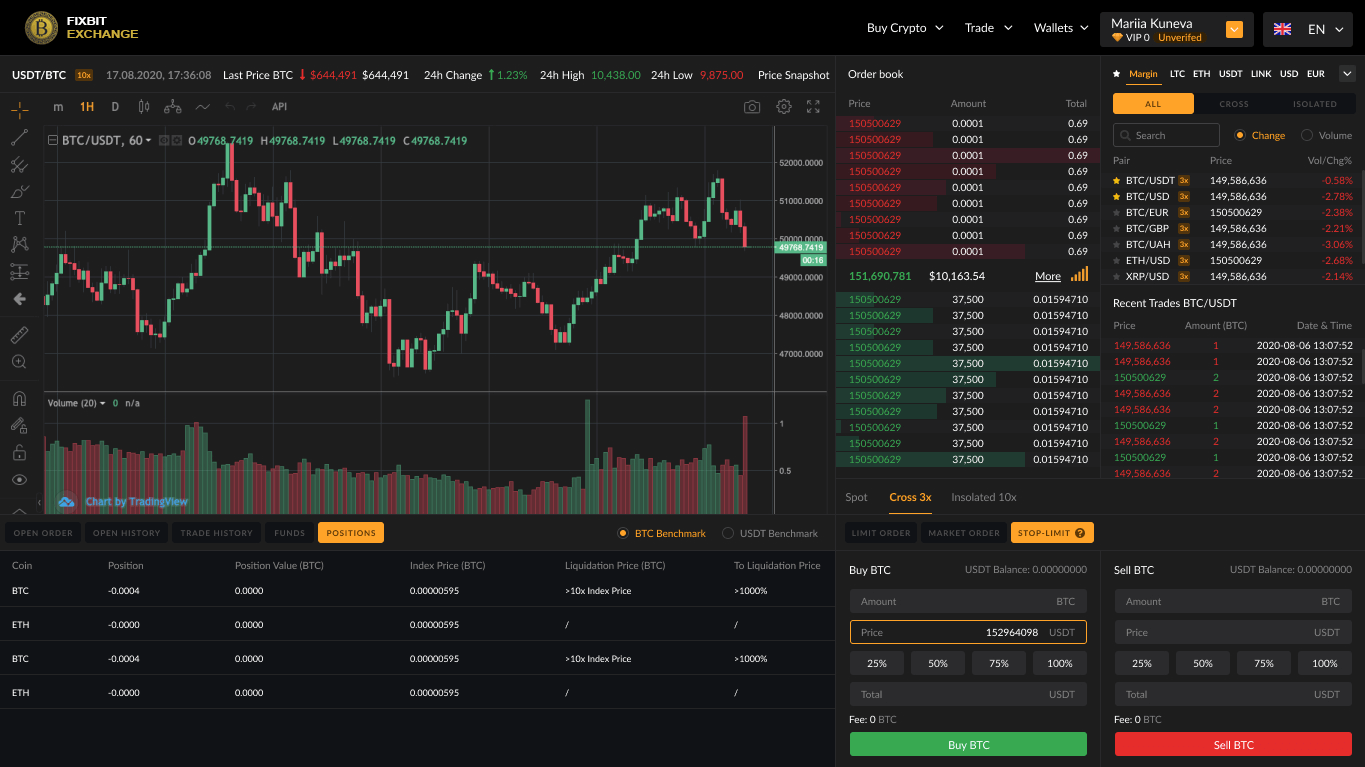 FIXBIT
EXCHANGE
Buy Crypto Trade Wallets
Mariia Kuneva
VIP 0 Unverifed
EN
USDT/BTC 10x 17.08.2020, 17:36:08 Last Price BTC $644,491 $644,491 24h Change 1.23% 24h High 10,438.00 24h Low 9,875.00 Price Snapshot
m 1H D API
BTC/USDT, 60 O49768.7419 H49768.7419 L49768.7419 C49768.7419
52000.0000
51000.0000
50000.0000
49768.7419
00:16
49000.0000
48000.0000
47000.0000
Volume (20) 0 n/a
1
0.5
Chart by TradingView
Order book
Price Amount Total
150500629 0.0001 0.69
150500629 0.0001 0.69
150500629 0.0001 0.69
150500629 0.0001 0.69
150500629 0.0001 0.69
150500629 0.0001 0.69
150500629 0.0001 0.69
150500629 0.0001 0.69
150500629 0.0001 0.69
151,690,781 $10,163.54 More
150500629 37,500 0.01594710
150500629 37,500 0.01594710
150500629 37,500 0.01594710
150500629 37,500 0.01594710
150500629 37,500 0.01594710
150500629 37,500 0.01594710
150500629 37,500 0.01594710
150500629 37,500 0.01594710
150500629 37,500 0.01594710
150500629 37,500 0.01594710
150500629 37,500 0.01594710
Margin LTC ETH USDT LINK USD EUR
ALL CROSS ISOLATED
Search Change Volume
Pair Price Vol/Chg%
BTC/USDT 3x 149,586,636 -0.58%
BTC/USD 3x 149,586,636 -2.78%
BTC/EUR 3x 150500629 -2.38%
BTC/GBP 3x 149,586,636 -2.21%
BTC/UAH 3x 149,586,636 -3.06%
ETH/USD 3x 150500629 -2.68%
XRP/USD 3x 149,586,636 -2.14%
Recent Trades BTC/USDT
Price Amount (BTC) Date & Time
149,586,636 1 2020-08-06 13:07:52
149,586,636 1 2020-08-06 13:07:52
150500629 2 2020-08-06 13:07:52
149,586,636 2 2020-08-06 13:07:52
149,586,636 2 2020-08-06 13:07:52
150500629 1 2020-08-06 13:07:52
149,586,636 2 2020-08-06 13:07:52
150500629 1 2020-08-06 13:07:52
149,586,636 2 2020-08-06 13:07:52
OPEN ORDER OPEN HISTORY TRADE HISTORY FUNDS POSITIONS BTC Benchmark USDT Benchmark
Coin Position Position Value (BTC) Index Price (BTC) Liquidation Price (BTC) To Liquidation Price
BTC -0.0004 0.0000 0.00000595 >10x Index Price >1000%
ETH -0.0000 0.0000 0.00000595 / /
BTC -0.0004 0.0000 0.00000595 >10x Index Price >1000%
ETH -0.0000 0.0000 0.00000595 / /
Spot Cross 3x Insolated 10x
LIMIT ORDER MARKET ORDER STOP-LIMIT ?
Buy BTC USDT Balance: 0.00000000
Amount BTC
Price 152964098 USDT
25% 50% 75% 100%
Total USDT
Fee: 0 BTC
Buy BTC
Sell BTC USDT Balance: 0.00000000
Amount BTC
Price USDT
25% 50% 75% 100%
Total USDT
Fee: 0 BTC
Sell BTC